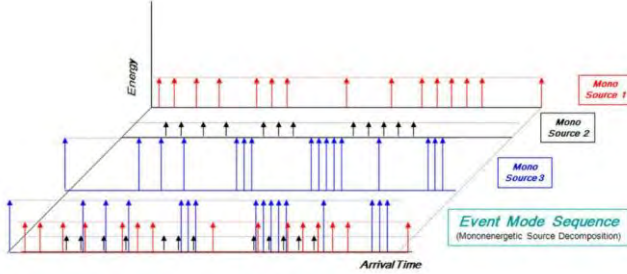 Energy
Mono
Source 1
Mono
Source 2
Mono
Source 3
Event Mode Sequence
(Mononenergetic Source Decomposition)
Arrival Time